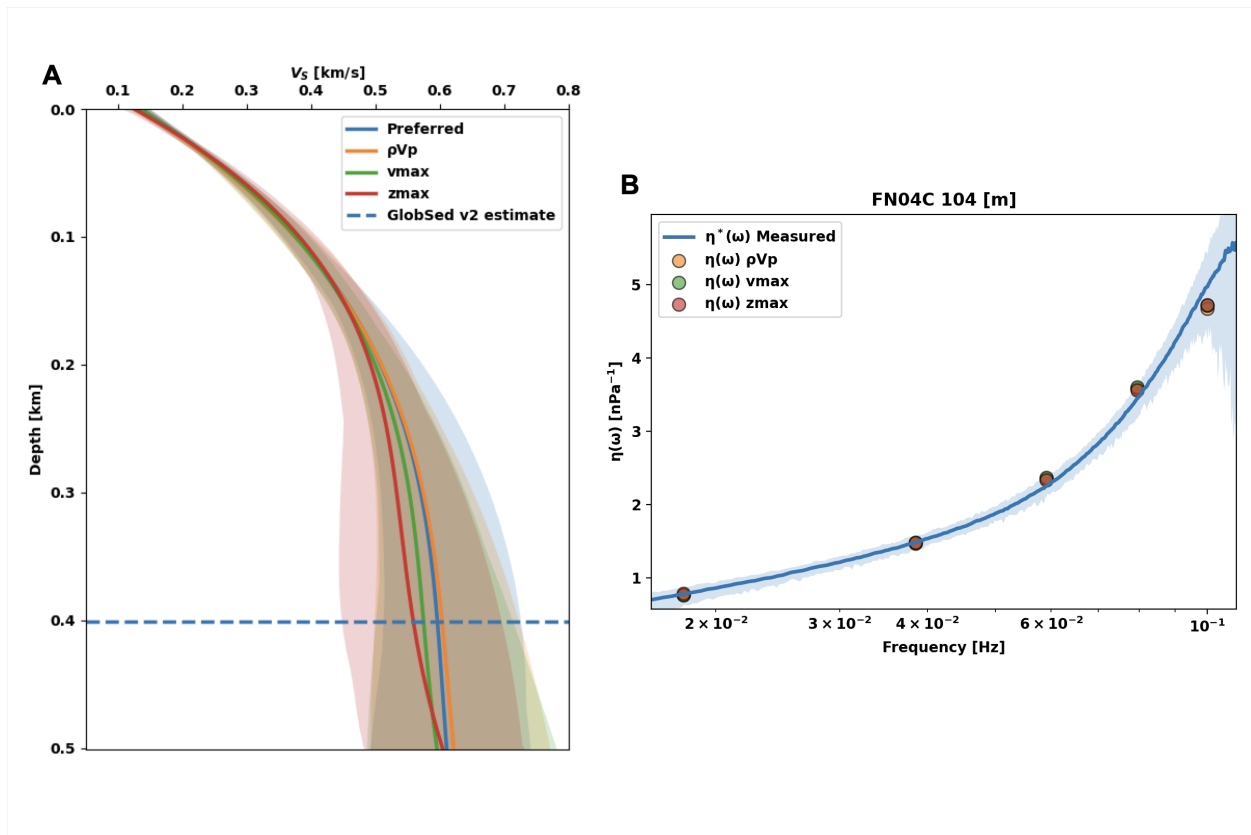 A
V_S [km/s]
0.1 0.2 0.3 0.4 0.5 0.6 0.7 0.8
0.0
0.1
0.2
0.3
0.4
0.5
Depth [km]
Preferred
ρVp
vmax
zmax
GlobSed v2 estimate
B
FN04C 104 [m]
η*(ω) Measured
η(ω) ρVp
η(ω) vmax
η(ω) zmax
5
4
3
2
1
η(ω) [nPa⁻¹]
2 × 10⁻² 3 × 10⁻² 4 × 10⁻² 6 × 10⁻² 10⁻¹
Frequency [Hz]